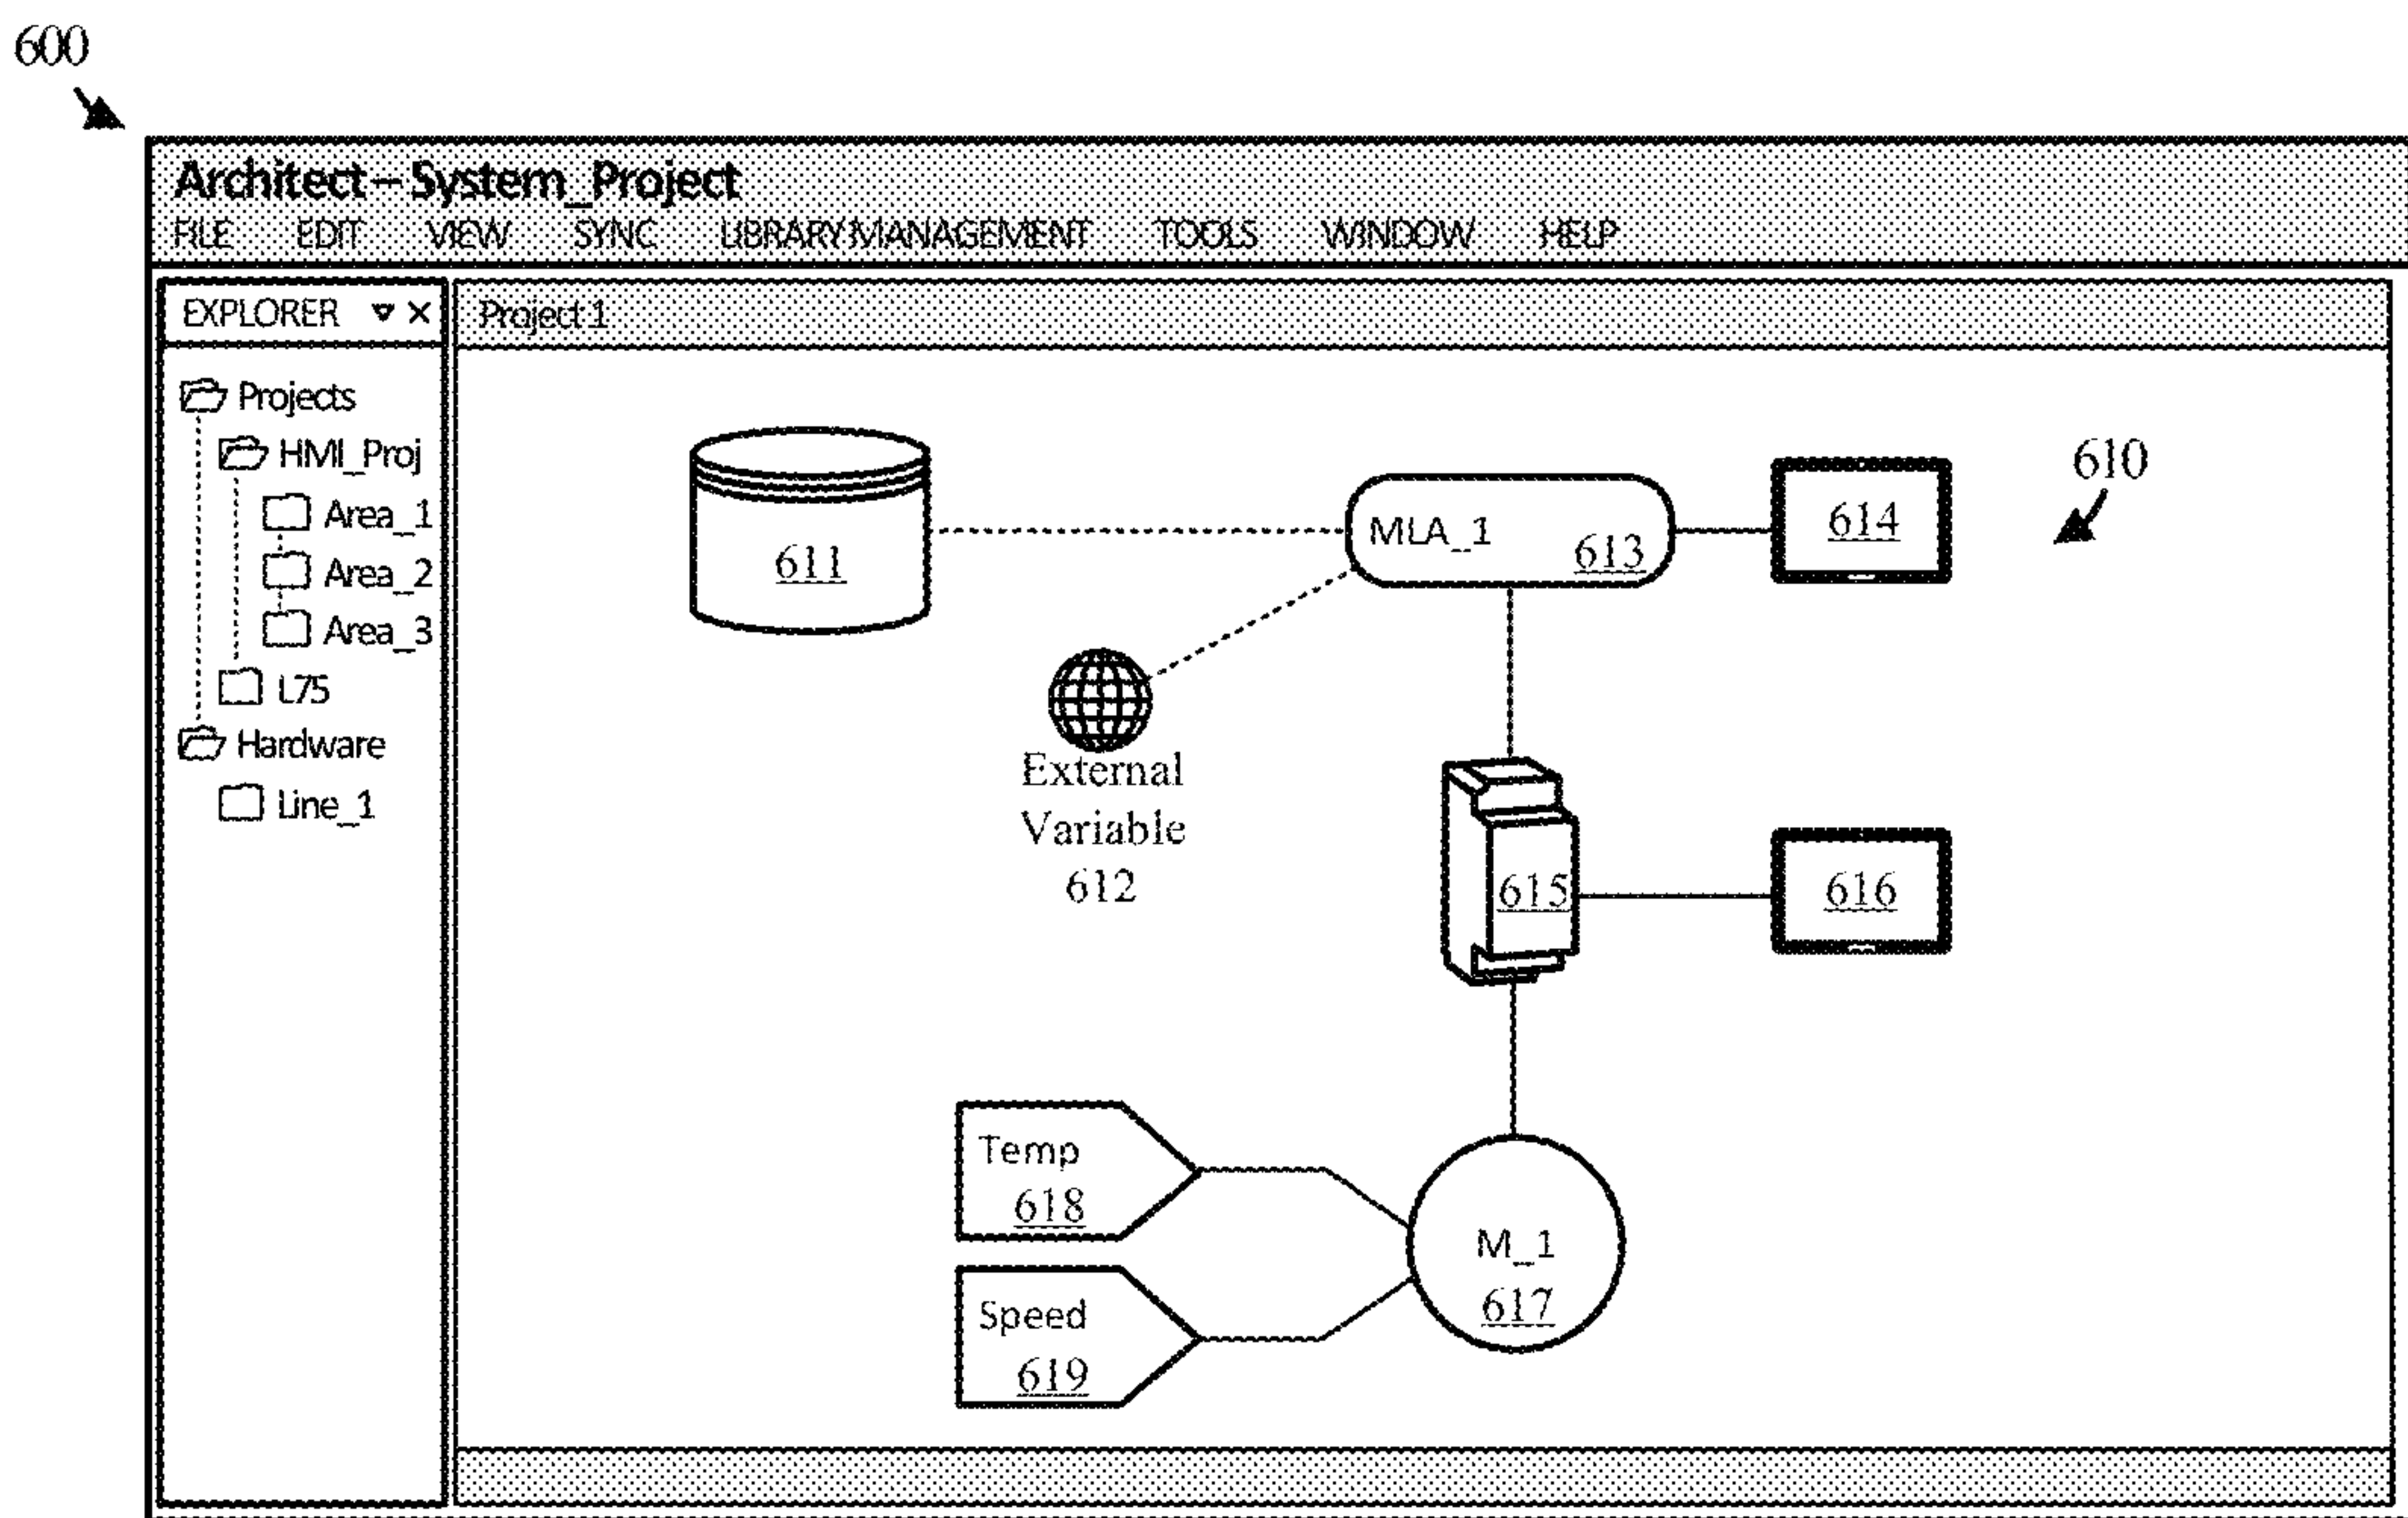 600
Architect – System_Project
FILE EDIT VIEW SYNC LIBRARY MANAGEMENT TOOLS WINDOW HELP
EXPLORER
Projects
HMI_Proj
Area_1
Area_2
Area_3
L75
Hardware
Line_1
Project 1
610
611
MLA_1
613
614
External
Variable
612
615
616
Temp
618
Speed
619
M_1
617